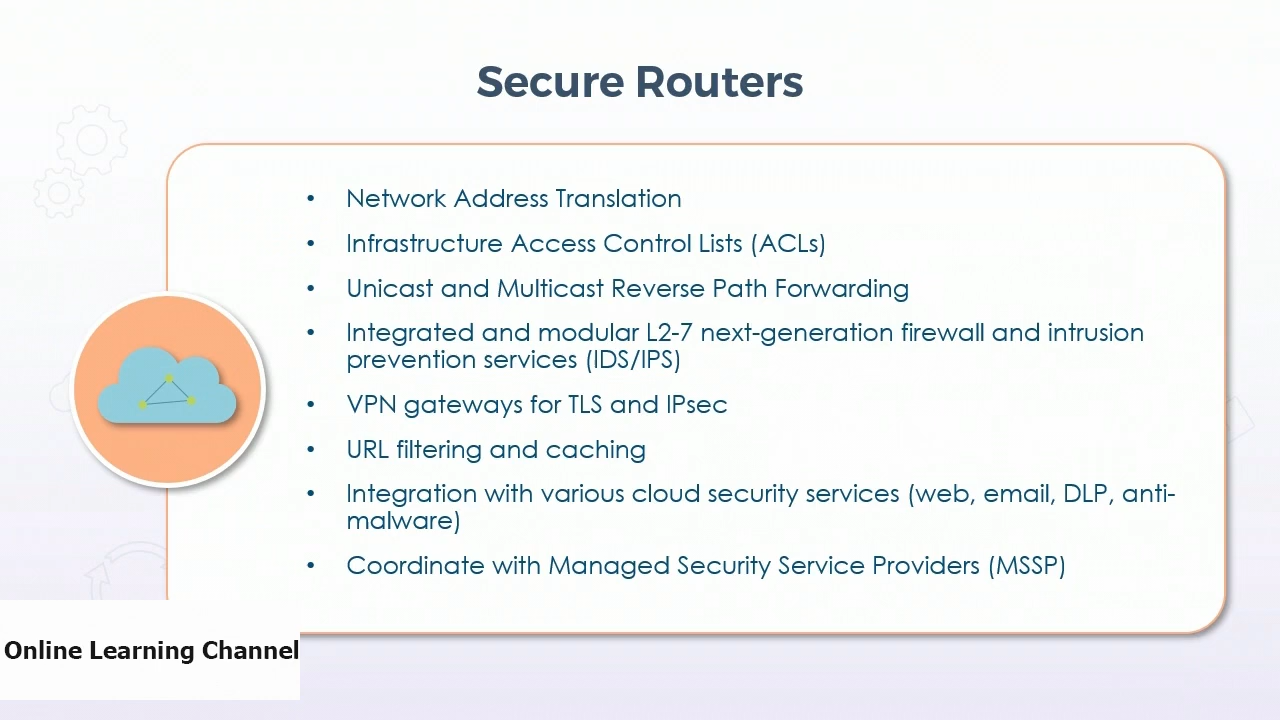 Secure Routers
• Network Address Translation
• Infrastructure Access Control Lists (ACLs)
• Unicast and Multicast Reverse Path Forwarding
• Integrated and modular L2-7 next-generation firewall and intrusion
prevention services (IDS/IPS)
• VPN gateways for TLS and IPsec
• URL filtering and caching
• Integration with various cloud security services (web, email, DLP, anti-
malware)
• Coordinate with Managed Security Service Providers (MSSP)
Online Learning Channel